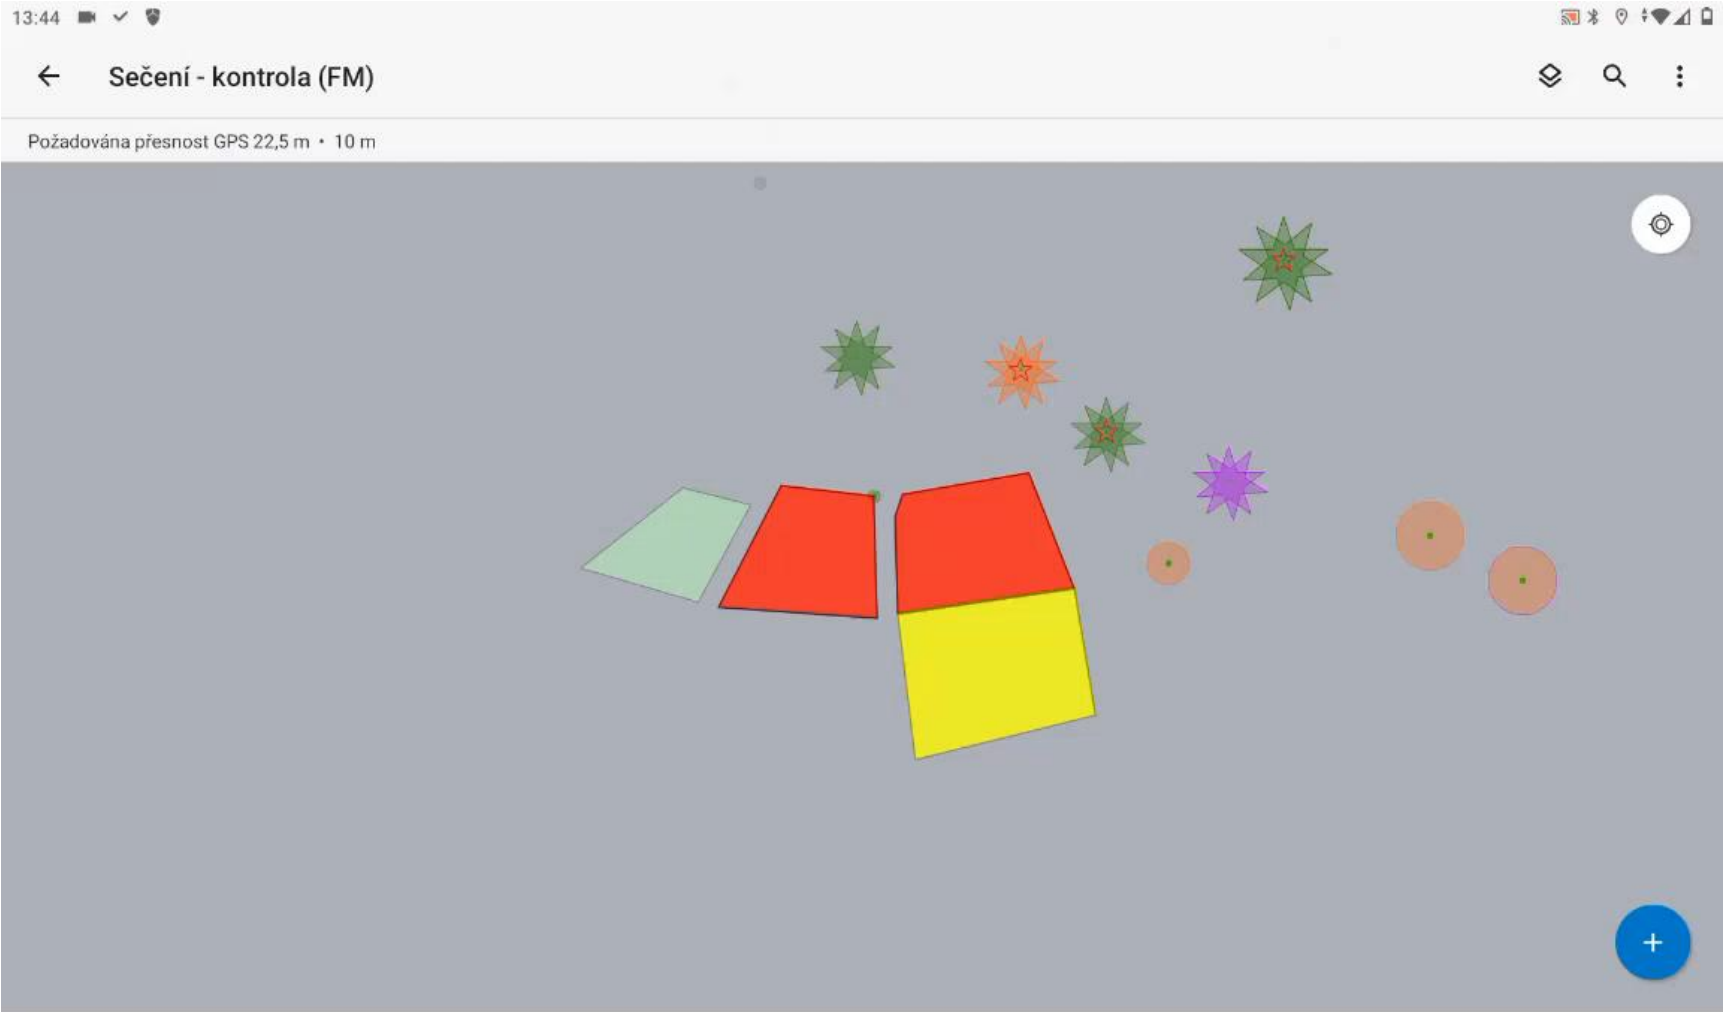 13:44
Sečení - kontrola (FM)
Požadována přesnost GPS 22,5 m • 10 m